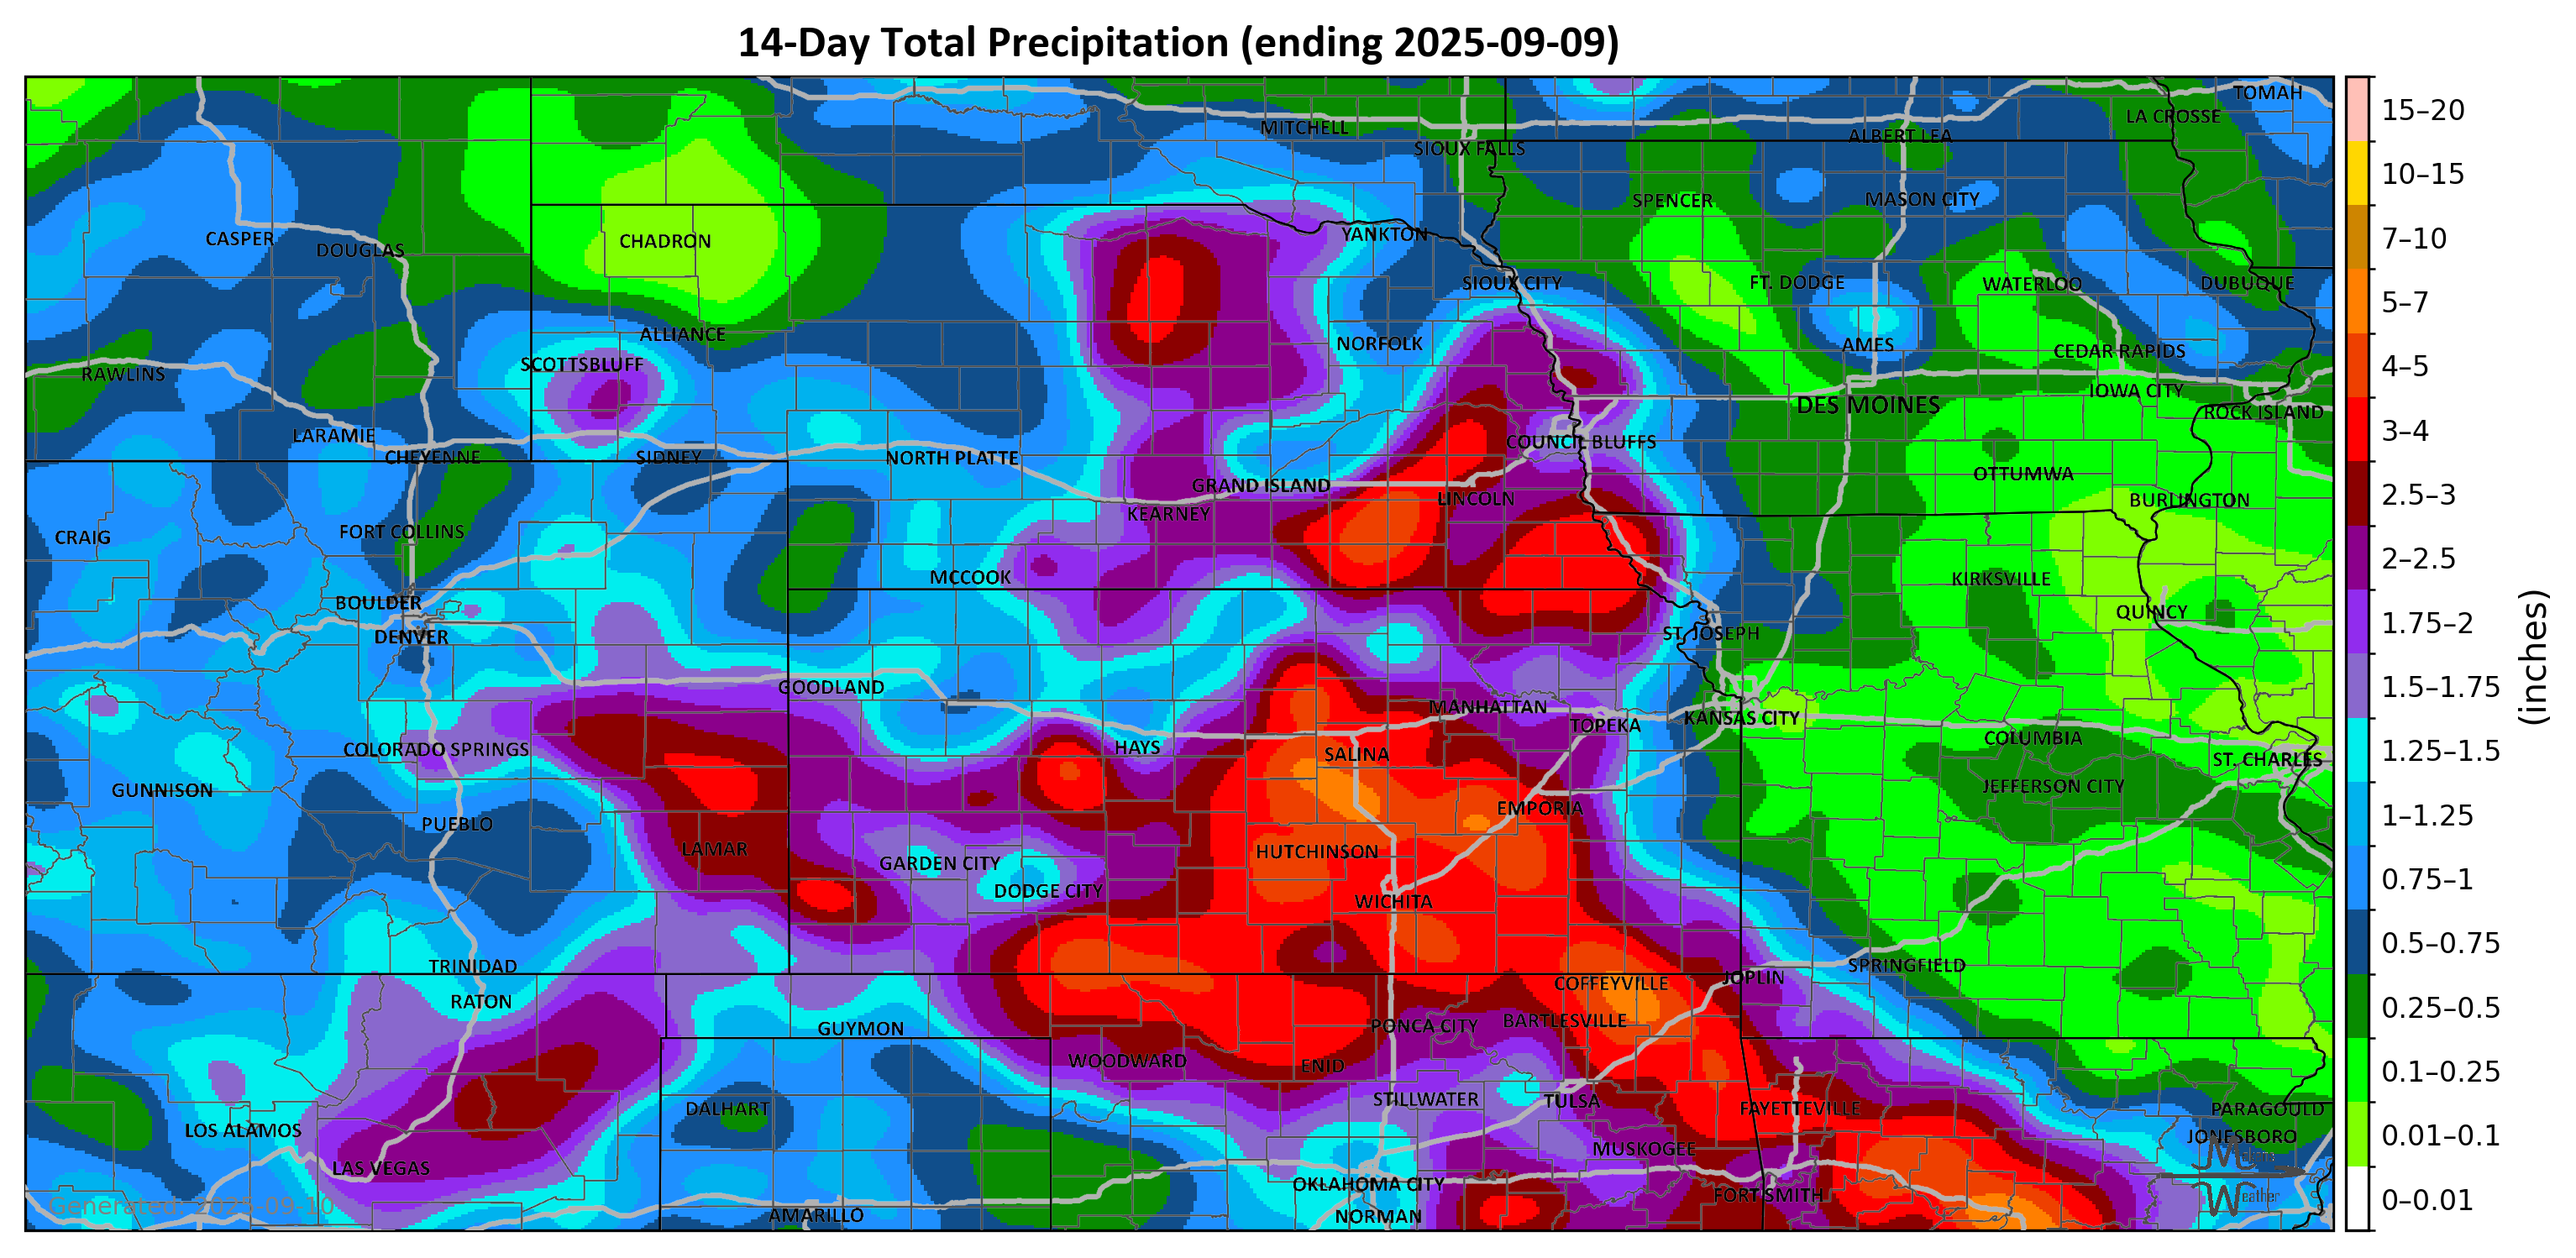 14-Day Total Precipitation (ending 2025-09-09)
TOMAH
LA CROSSE
MITCHELL
ALBERT LEA
SIOUX FALLS
SPENCER
MASON CITY
CASPER
DOUGLAS
CHADRON
YANKTON
SIOUX CITY
FT. DODGE
WATERLOO
DUBUQUE
ALLIANCE
NORFOLK
AMES
CEDAR RAPIDS
SCOTTSBLUFF
RAWLINS
IOWA CITY
DES MOINES
ROCK ISLAND
LARAMIE
COUNCIL BLUFFS
CHEYENNE
SIDNEY
NORTH PLATTE
OTTUMWA
GRAND ISLAND
LINCOLN
BURLINGTON
KEARNEY
FORT COLLINS
CRAIG
MCCOOK
KIRKSVILLE
BOULDER
QUINCY
DENVER
ST. JOSEPH
GOODLAND
MANHATTAN
TOPEKA
KANSAS CITY
COLUMBIA
COLORADO SPRINGS
HAYS
SALINA
ST. CHARLES
GUNNISON
JEFFERSON CITY
EMPORIA
PUEBLO
LAMAR
GARDEN CITY
HUTCHINSON
DODGE CITY
WICHITA
TRINIDAD
SPRINGFIELD
JOPLIN
COFFEYVILLE
RATON
GUYMON
PONCA CITY
BARTLESVILLE
WOODWARD
ENID
DALHART
STILLWATER
TULSA
FAYETTEVILLE
PARAGOULD
LOS ALAMOS
JONESBORO
MUSKOGEE
LAS VEGAS
OKLAHOMA CITY
FORT SMITH
Generated: 2025-09-10
AMARILLO
NORMAN
Weather
15–20
10–15
7–10
5–7
4–5
3–4
2.5–3
2–2.5
1.75–2
1.5–1.75
1.25–1.5
1–1.25
0.75–1
0.5–0.75
0.25–0.5
0.1–0.25
0.01–0.1
0–0.01
(inches)